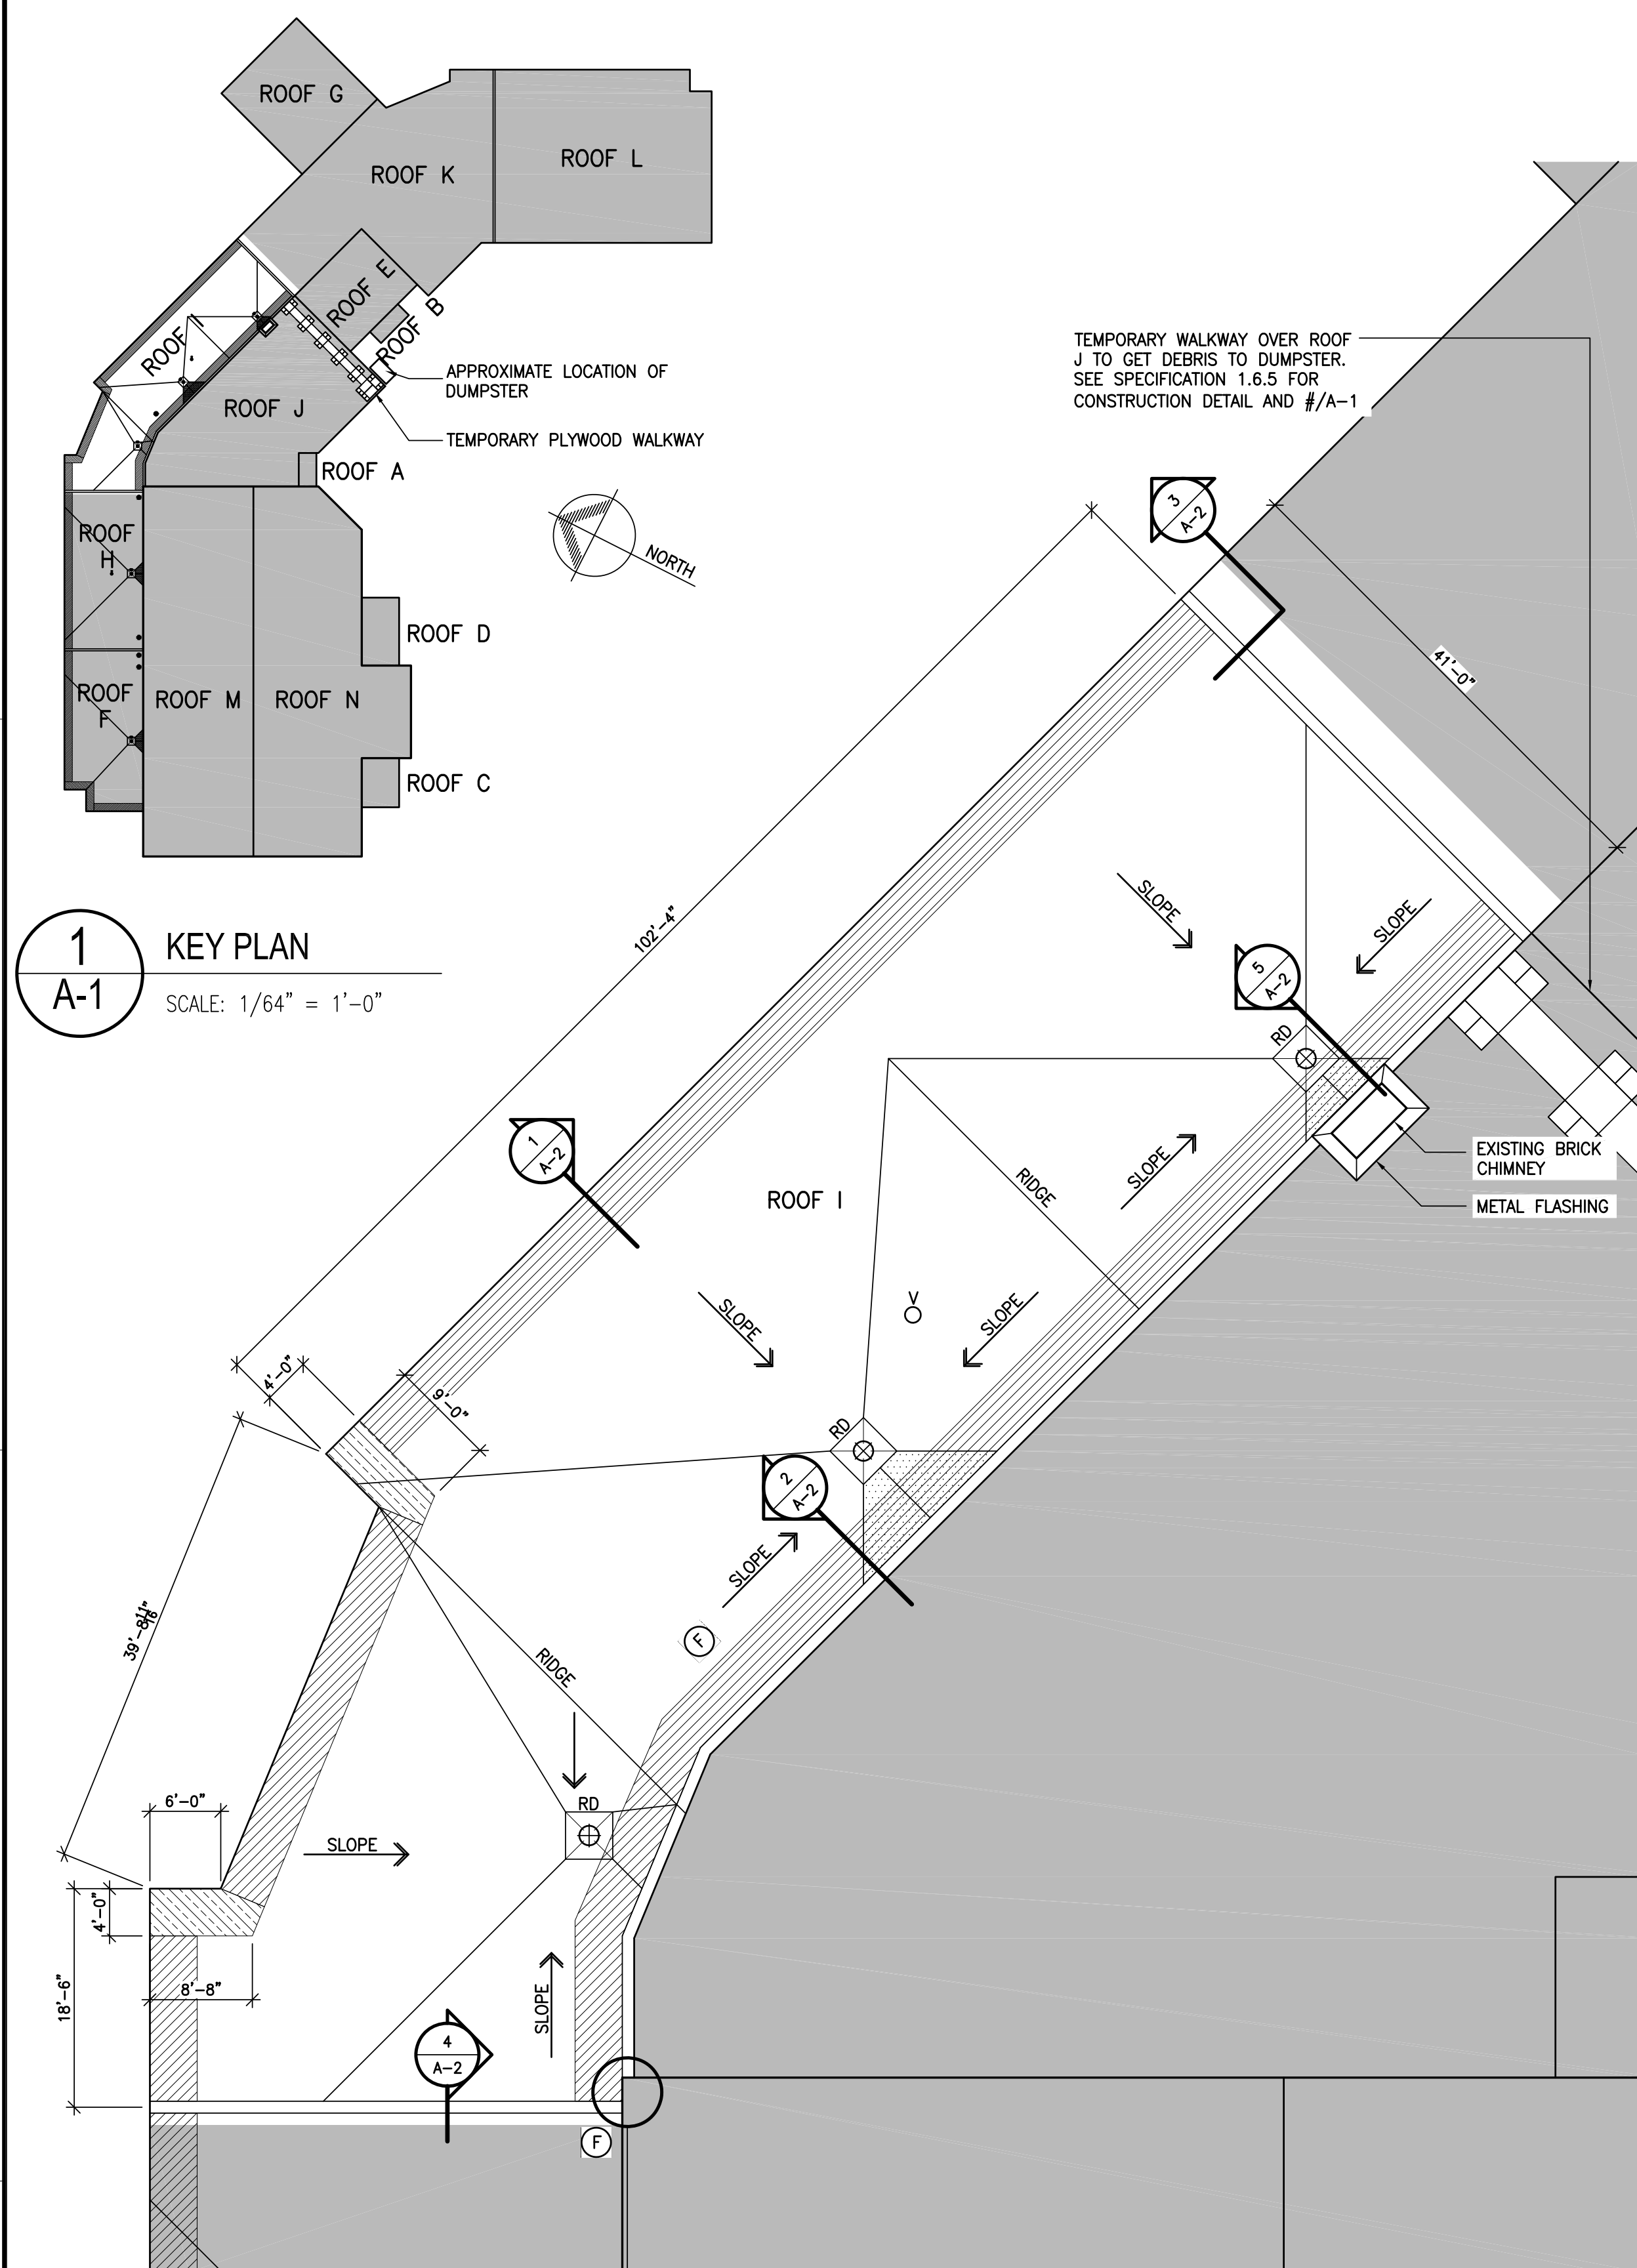 ROOF G
ROOF K
ROOF L
ROOF E
ROOF B
ROOF I
ROOF J
APPROXIMATE LOCATION OF
DUMPSTER
TEMPORARY PLYWOOD WALKWAY
ROOF A
ROOF
H
NORTH
ROOF D
ROOF
F
ROOF M
ROOF N
ROOF C
1
A-1
KEY PLAN
SCALE: 1/64" = 1'-0"
TEMPORARY WALKWAY OVER ROOF
J TO GET DEBRIS TO DUMPSTER.
SEE SPECIFICATION 1.6.5 FOR
CONSTRUCTION DETAIL AND #/A-1
3
A-2
41'-0"
102'-4"
SLOPE
SLOPE
5
A-2
RD
EXISTING BRICK
CHIMNEY
METAL FLASHING
1
A-2
ROOF I
RIDGE
SLOPE
V
SLOPE
SLOPE
4'-0"
9'-0"
RD
2
A-2
SLOPE
F
39'-8 11/16"
RIDGE
RD
6'-0"
SLOPE
4'-0"
8'-8"
18'-6"
SLOPE
4
A-2
F